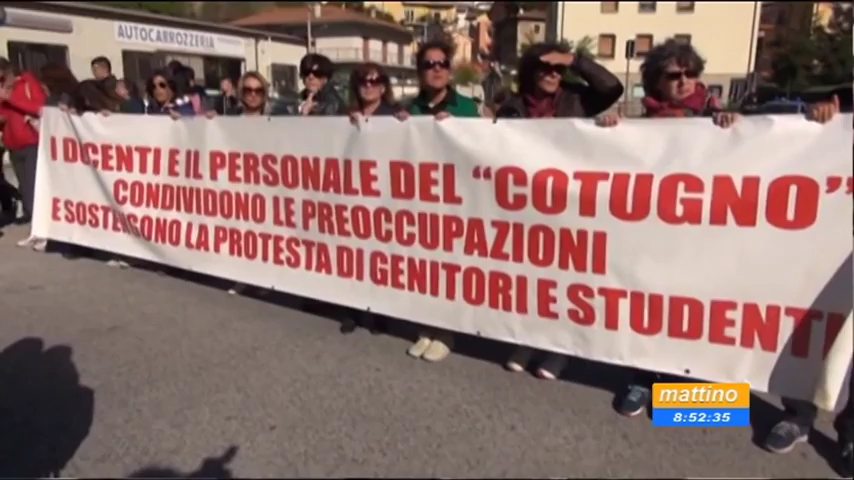 AUTOCARROZZERIA
I DOCENTI E IL PERSONALE DEL "COTUGNO"
CONDIVIDONO LE PREOCCUPAZIONI
E SOSTENGONO LA PROTESTA DI GENITORI E STUDENTI
mattino
8:52:35